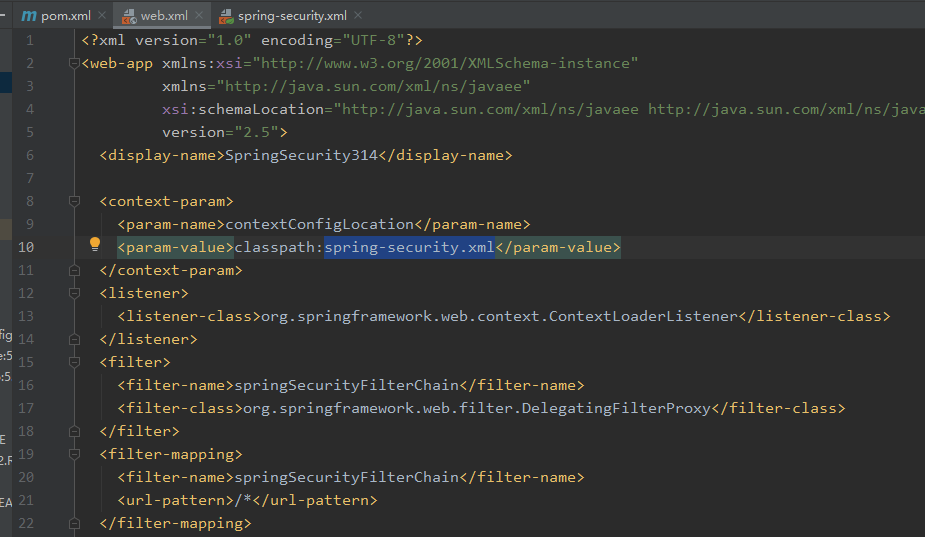 pom.xml web.xml spring-security.xml
1 <?xml version="1.0" encoding="UTF-8"?>
2 <web-app xmlns:xsi="http://www.w3.org/2001/XMLSchema-instance"
3 xmlns="http://java.sun.com/xml/ns/javaee"
4 xsi:schemaLocation="http://java.sun.com/xml/ns/javaee http://java.sun.com/xml/ns/java
5 version="2.5">
6 <display-name>SpringSecurity314</display-name>
7
8 <context-param>
9 <param-name>contextConfigLocation</param-name>
10 <param-value>classpath:spring-security.xml</param-value>
11 </context-param>
12 <listener>
13 <listener-class>org.springframework.web.context.ContextLoaderListener</listener-class>
14 </listener>
15 <filter>
16 <filter-name>springSecurityFilterChain</filter-name>
17 <filter-class>org.springframework.web.filter.DelegatingFilterProxy</filter-class>
18 </filter>
19 <filter-mapping>
20 <filter-name>springSecurityFilterChain</filter-name>
21 <url-pattern>/*</url-pattern>
22 </filter-mapping>